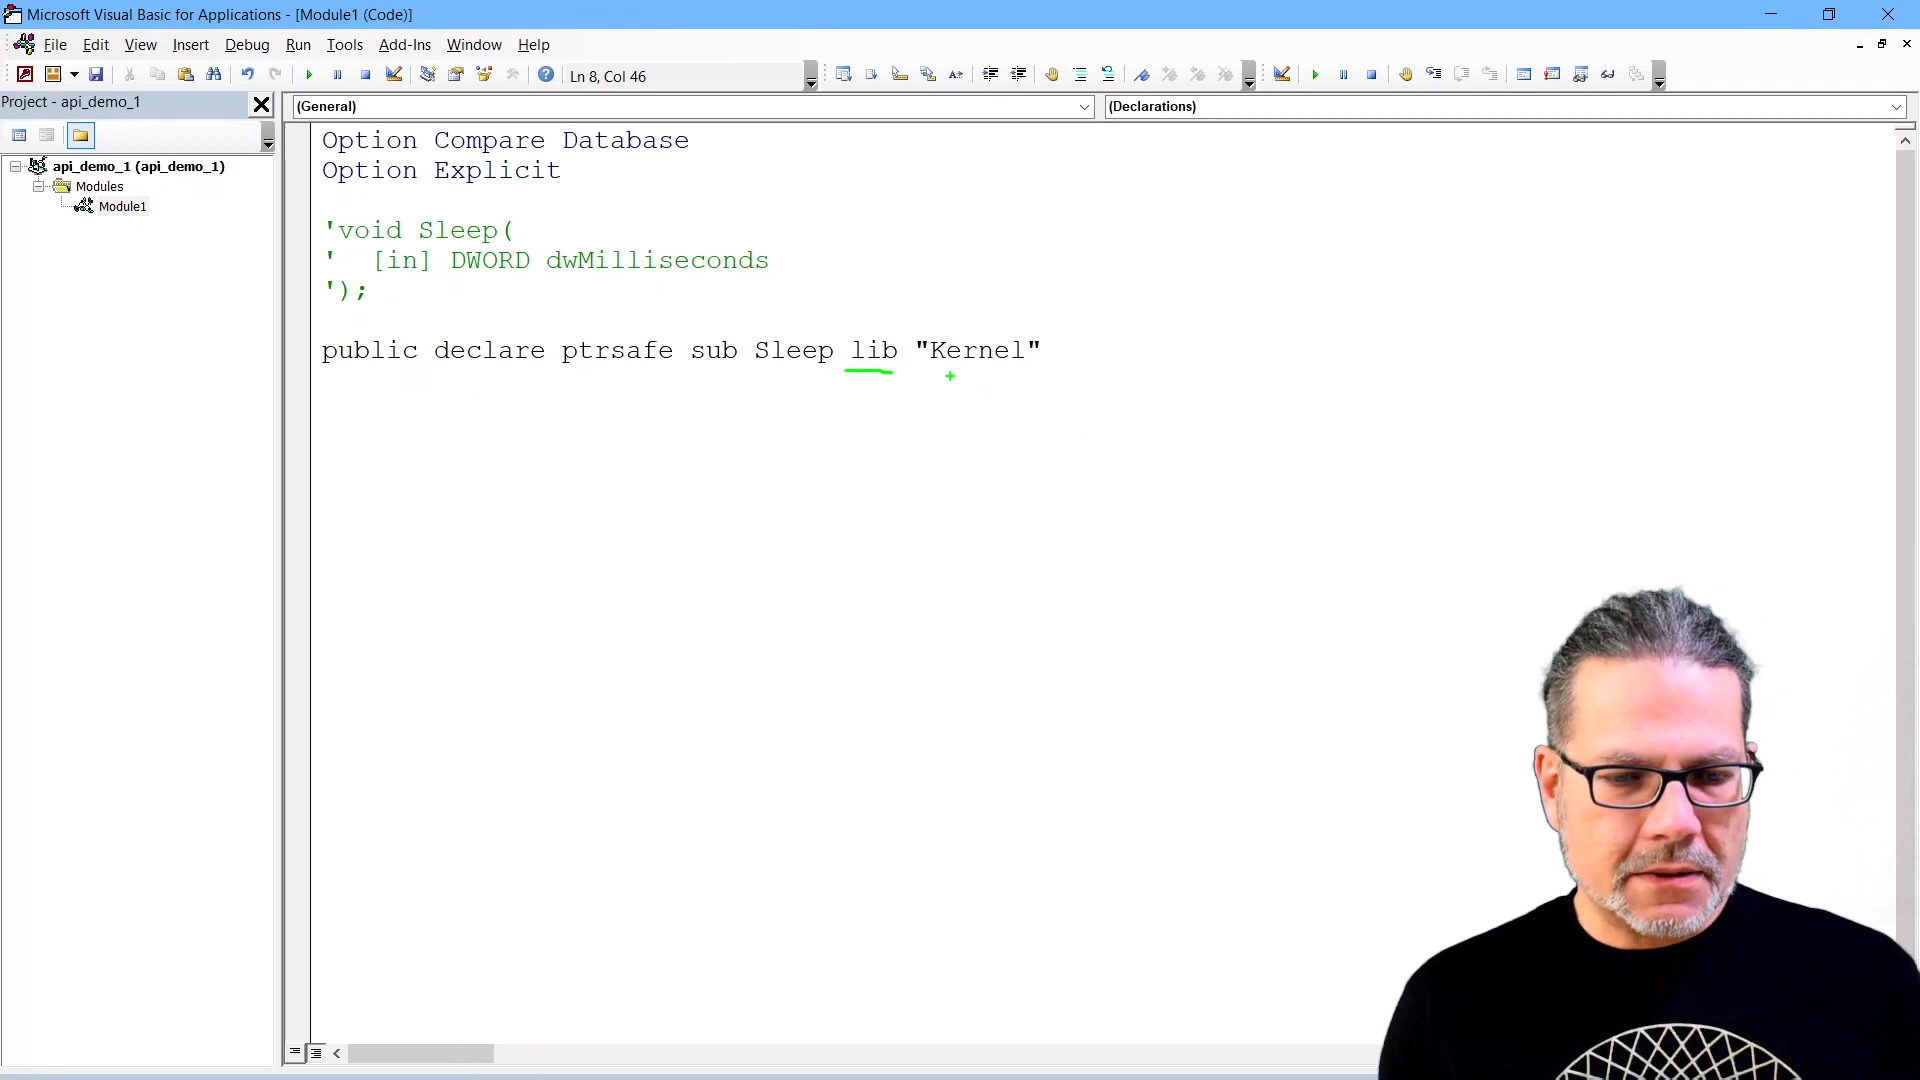 Microsoft Visual Basic for Applications - [Module1 (Code)]
File Edit View Insert Debug Run Tools Add-Ins Window Help
Ln 8, Col 46
Project - api_demo_1
(General)
(Declarations)
api_demo_1 (api_demo_1)
Modules
Module1
Option Compare Database
Option Explicit
'void Sleep(
'  [in] DWORD dwMilliseconds
');
public declare ptrsafe sub Sleep lib "Kernel"